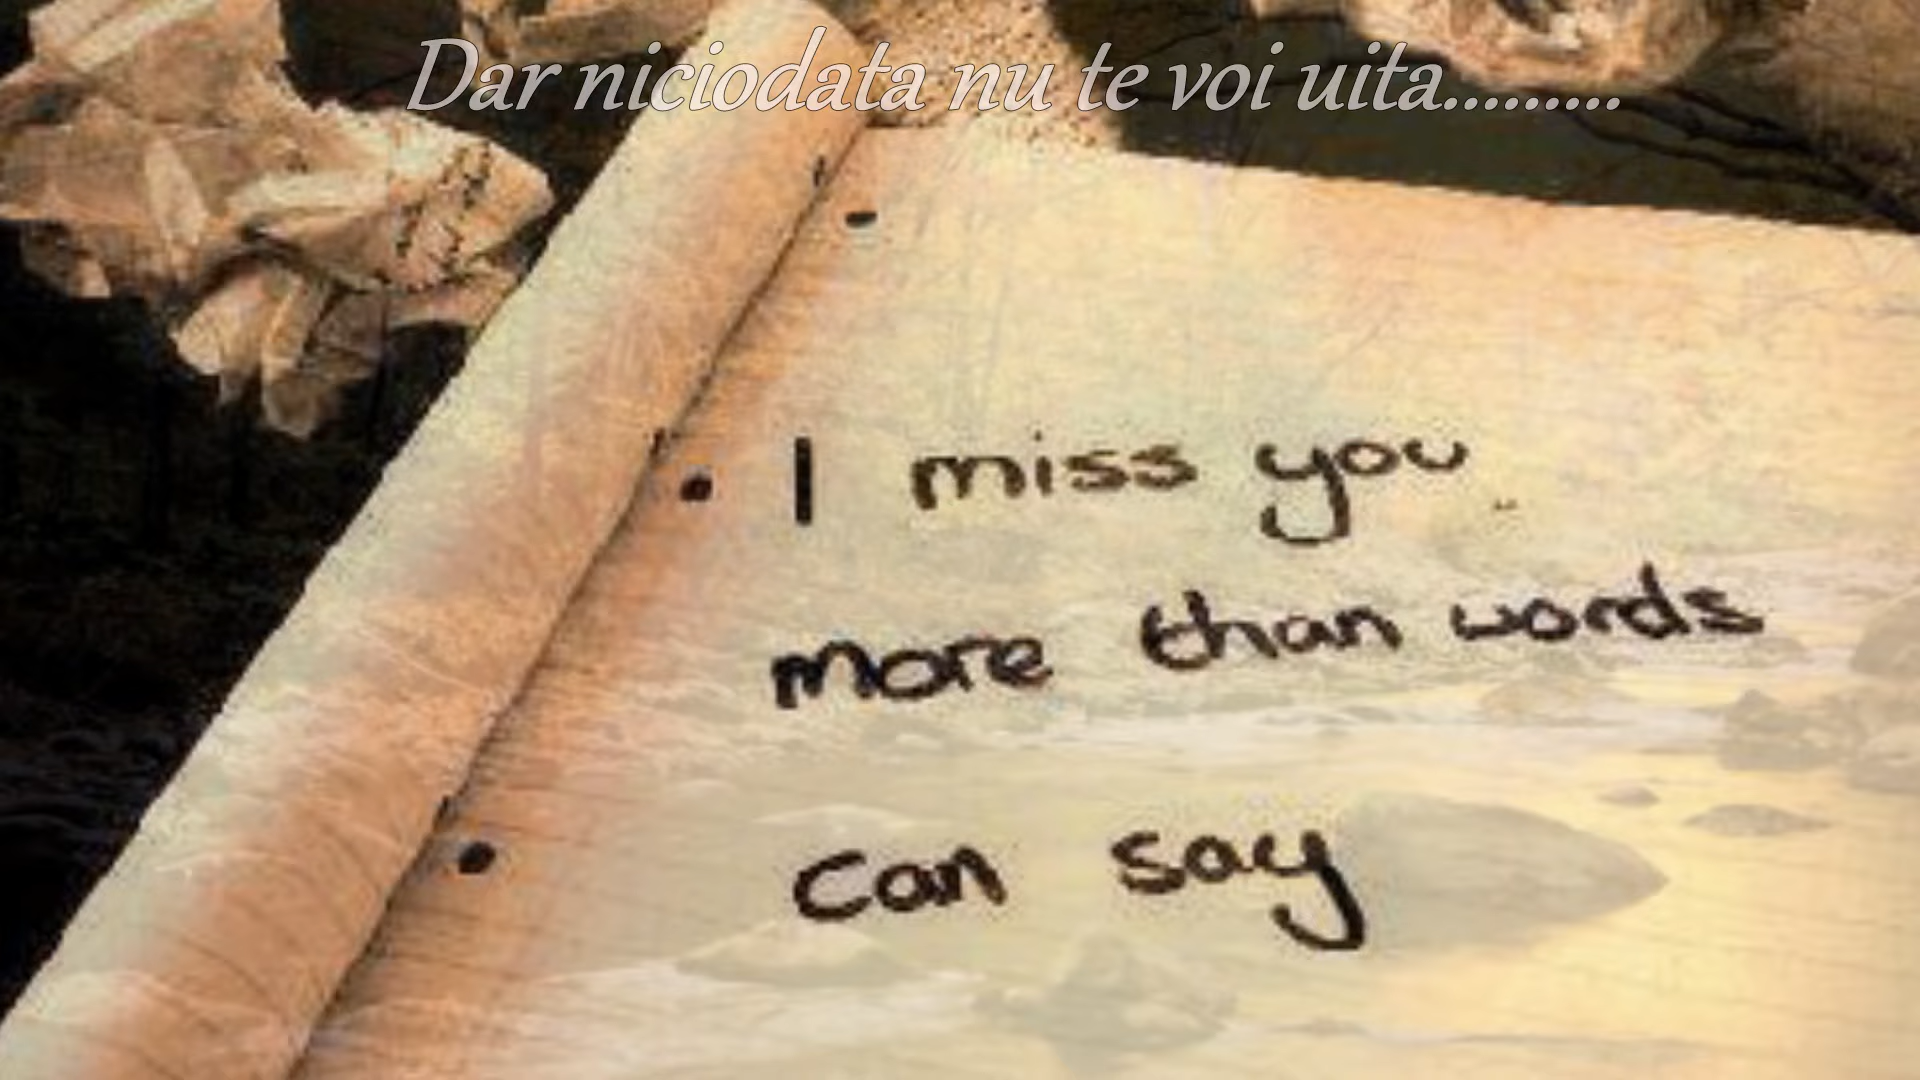 Dar niciodata nu te voi uita.........
I miss you
more than words
can say